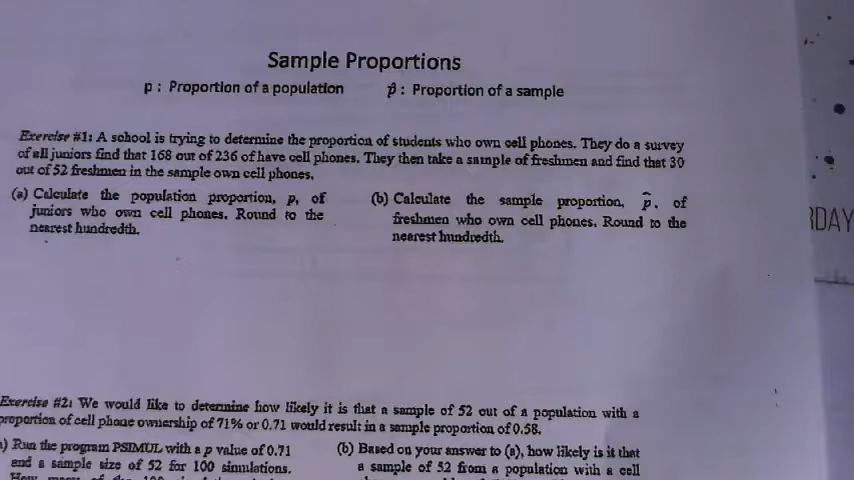 Sample Proportions
p : Proportion of a population p̂ : Proportion of a sample
Exercise #1: A school is trying to determine the proportion of students who own cell phones. They do a survey
of all juniors find that 168 out of 236 of have cell phones. They then take a sample of freshmen and find that 30
out of 52 freshmen in the sample own cell phones.
(a) Calculate the population proportion, p, of
juniors who own cell phones. Round to the
nearest hundredth.
(b) Calculate the sample proportion, p̂, of
freshmen who own cell phones. Round to the
nearest hundredth.
Exercise #2: We would like to determine how likely it is that a sample of 52 out of a population with a
proportion of cell phone ownership of 71% or 0.71 would result in a sample proportion of 0.58.
) Run the program PSIMUL with a p value of 0.71
and a sample size of 52 for 100 simulations.
How many of the 100
(b) Based on your answer to (a), how likely is it that
a sample of 52 from a population with a cell
RDAY